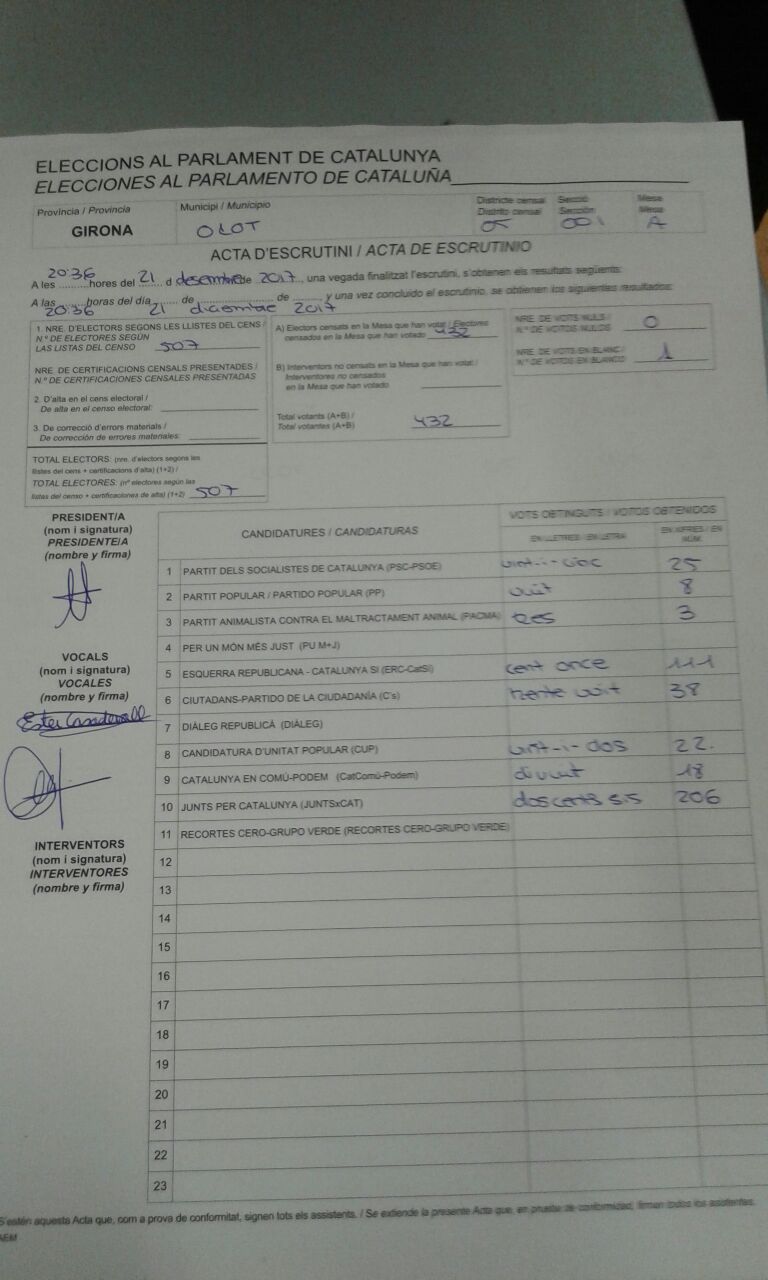 ELECCIONS AL PARLAMENT DE CATALUNYA
ELECCIONES AL PARLAMENTO DE CATALUÑA
Província / Provincia
GIRONA
Municipi / Municipio
OLOT
Districte censal
Distrito censal
05
Secció
Sección
001
Mesa
Mesa
A
ACTA D'ESCRUTINI / ACTA DE ESCRUTINIO
A les 20:36 hores del 21 d desembre de 2017, una vegada finalitzat l'escrutini, s'obtenen els resultats següents:
A las 20:36 horas del día 21 de diciembre de 2017 y una vez concluido el escrutinio, se obtienen los siguientes resultados:
1. NRE. D'ELECTORS SEGONS LES LLISTES DEL CENS /
N.º DE ELECTORES SEGÚN
LAS LISTAS DEL CENSO 507
NRE. DE CERTIFICACIONS CENSALS PRESENTADES /
N.º DE CERTIFICACIONES CENSALES PRESENTADAS
2. D'alta en el cens electoral /
De alta en el censo electoral:
3. De correcció d'errors materials /
De corrección de errores materiales:
TOTAL ELECTORS: (nre. d'electors segons les
llistes del cens + certificacions d'alta) (1+2) /
TOTAL ELECTORES: (nº electores según las
listas del censo + certificaciones de alta) (1+2) 507
A) Electors censats en la Mesa que han votat / Electores
censados en la Mesa que han votado 432
B) Interventors no censats en la Mesa que han votat /
Interventores no censados
en la Mesa que han votado
Total votants (A+B) /
Total votantes (A+B) 432
NRE. DE VOTS NULS /
N.º DE VOTOS NULOS 0
NRE. DE VOTS EN BLANC /
N.º DE VOTOS EN BLANCO 1
PRESIDENT/A
(nom i signatura)
PRESIDENTE/A
(nombre y firma)
VOCALS
(nom i signatura)
VOCALES
(nombre y firma)
INTERVENTORS
(nom i signatura)
INTERVENTORES
(nombre y firma)
CANDIDATURES / CANDIDATURAS
VOTS OBTINGUTS / VOTOS OBTENIDOS
EN LLETRES / EN LETRA
EN XIFRES / EN NÚM.
1 PARTIT DELS SOCIALISTES DE CATALUNYA (PSC-PSOE) vint-i-cinc 25
2 PARTIT POPULAR / PARTIDO POPULAR (PP) vuit 8
3 PARTIT ANIMALISTA CONTRA EL MALTRACTAMENT ANIMAL (PACMA) tres 3
4 PER UN MÓN MÉS JUST (PU M+J)
5 ESQUERRA REPUBLICANA - CATALUNYA SI (ERC-CatSí) cent onze 111
6 CIUTADANS-PARTIDO DE LA CIUDADANÍA (C's) trenta vuit 38
7 DIÀLEG REPUBLICÀ (DIÀLEG)
8 CANDIDATURA D'UNITAT POPULAR (CUP) vint-i-dos 22.
9 CATALUNYA EN COMÚ-PODEM (CatComú-Podem) divuit 18
10 JUNTS PER CATALUNYA (JUNTSxCAT) doscents sis 206
11 RECORTES CERO-GRUPO VERDE (RECORTES CERO-GRUPO VERDE)
12
13
14
15
16
17
18
19
20
21
22
23
S'estén aquesta Acta que, com a prova de conformitat, signen tots els assistents. / Se extiende la presente Acta que, en prueba de conformidad, firman todos los asistentes.